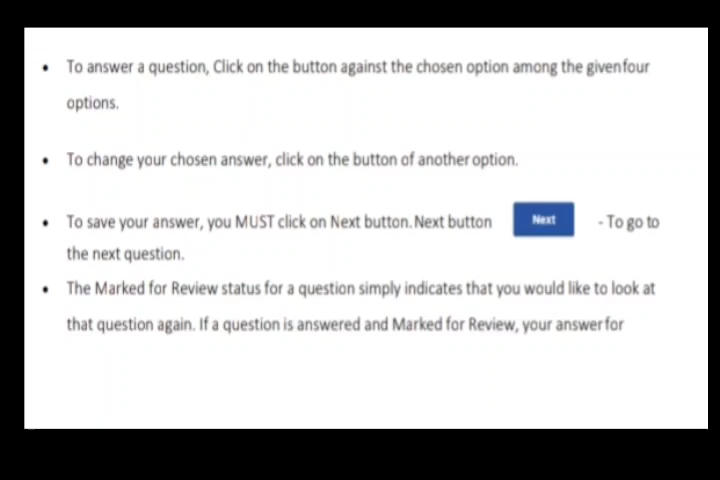 • To answer a question, Click on the button against the chosen option among the givenfour
options.
• To change your chosen answer, click on the button of another option.
• To save your answer, you MUST click on Next button. Next button Next - To go to
the next question.
• The Marked for Review status for a question simply indicates that you would like to look at
that question again. If a question is answered and Marked for Review, your answer for